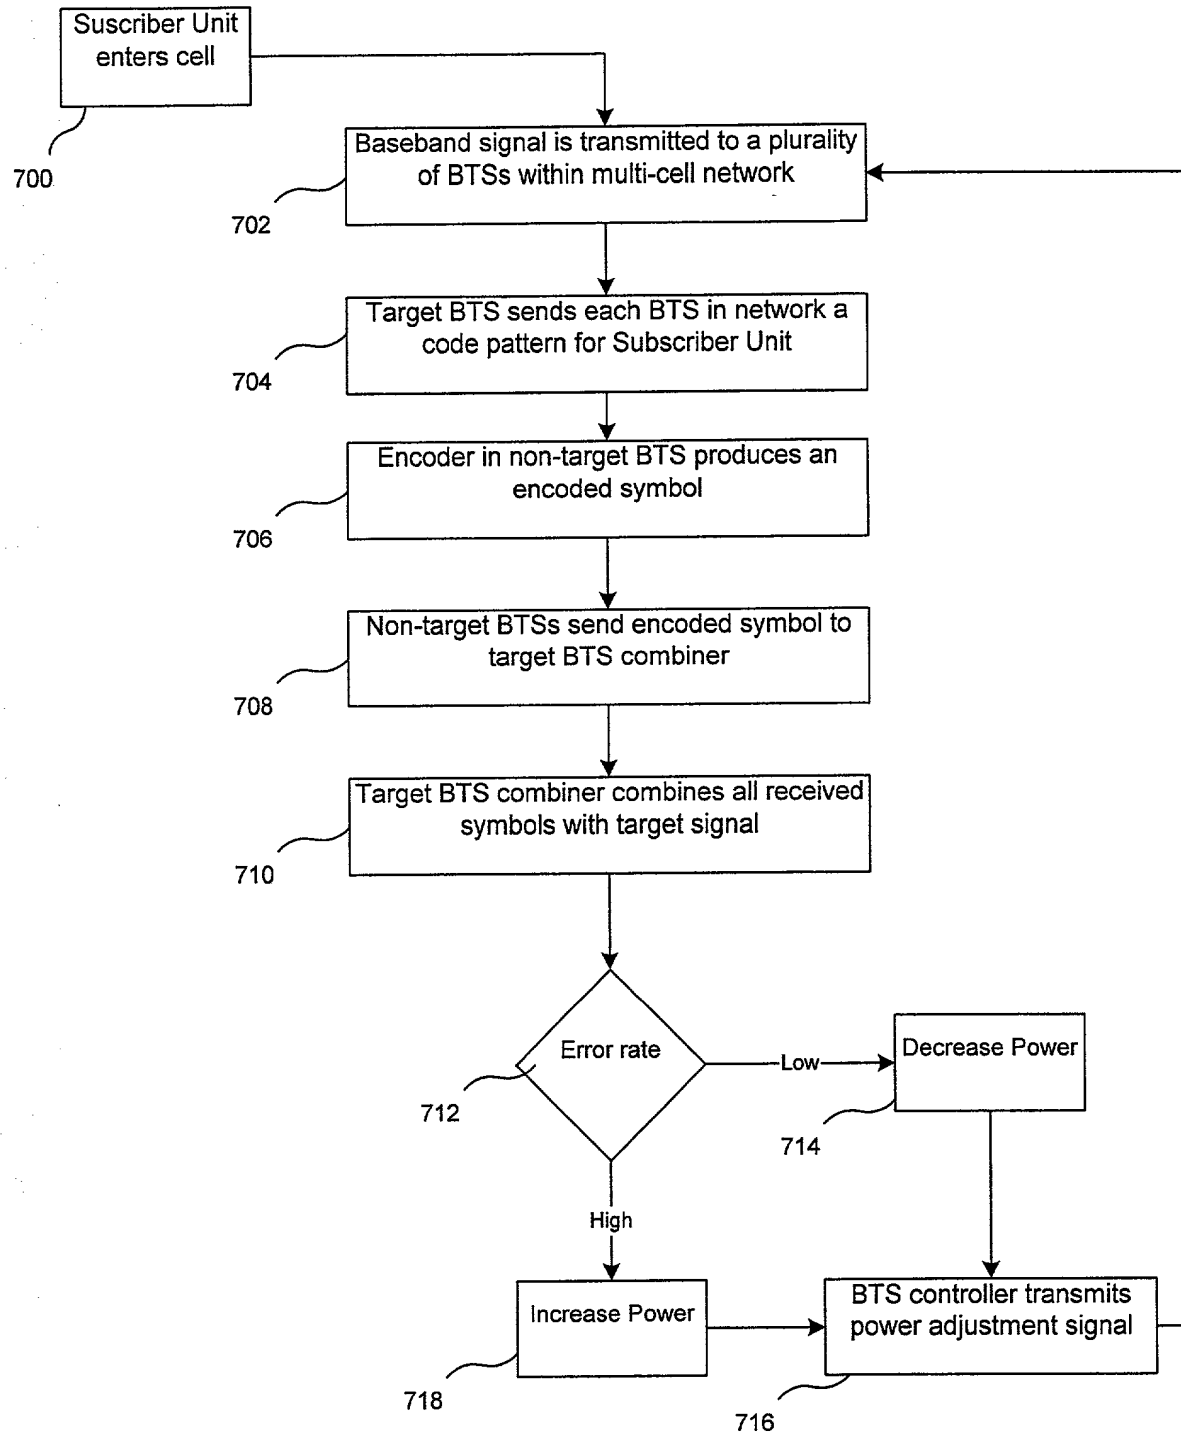 Suscriber Unit
enters cell
700
Baseband signal is transmitted to a plurality
of BTSs within multi-cell network
702
Target BTS sends each BTS in network a
code pattern for Subscriber Unit
704
Encoder in non-target BTS produces an
encoded symbol
706
Non-target BTSs send encoded symbol to
target BTS combiner
708
Target BTS combiner combines all received
symbols with target signal
710
Error rate
712
Low
Decrease Power
714
High
Increase Power
718
BTS controller transmits
power adjustment signal
716